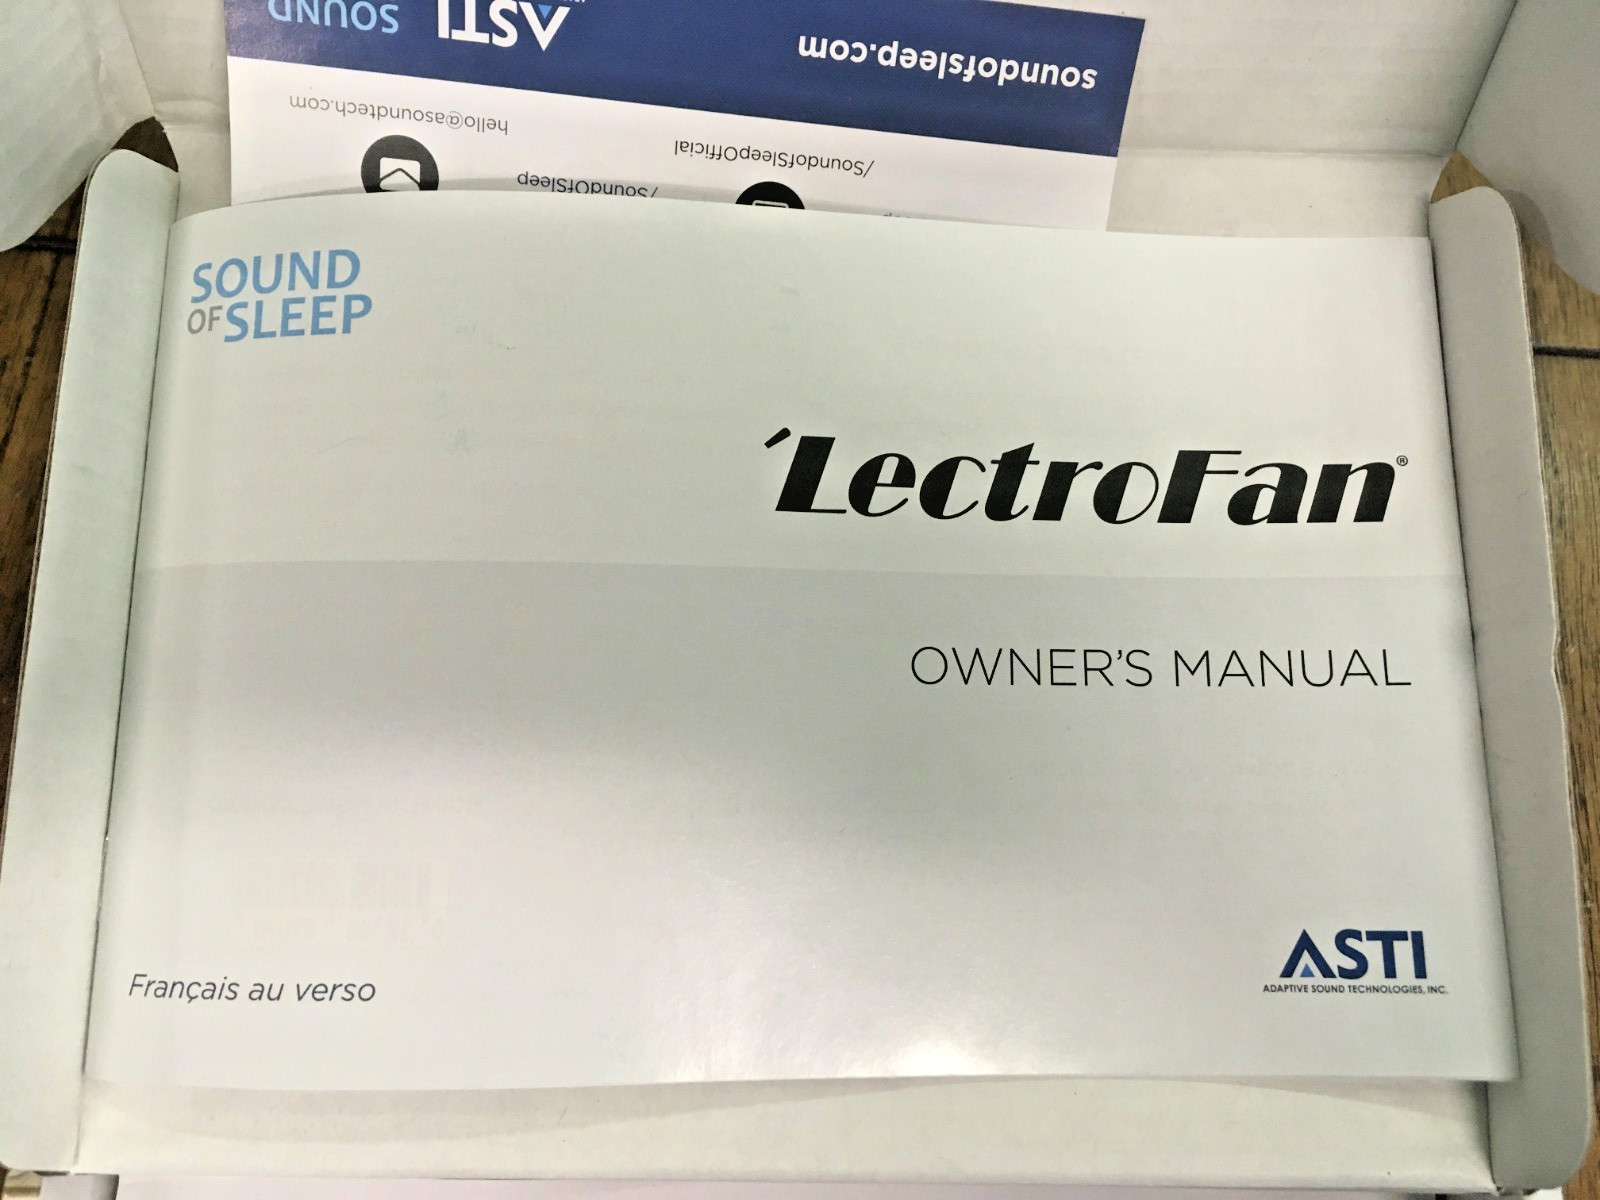 SOUND
ASTI
soundofsleep.com
hello@asoundtech.com
/SoundofSleepOfficial
/SoundOfSleep
SOUND
OF SLEEP
'LectroFan®
OWNER'S MANUAL
Français au verso
ASTI
ADAPTIVE SOUND TECHNOLOGIES, INC.